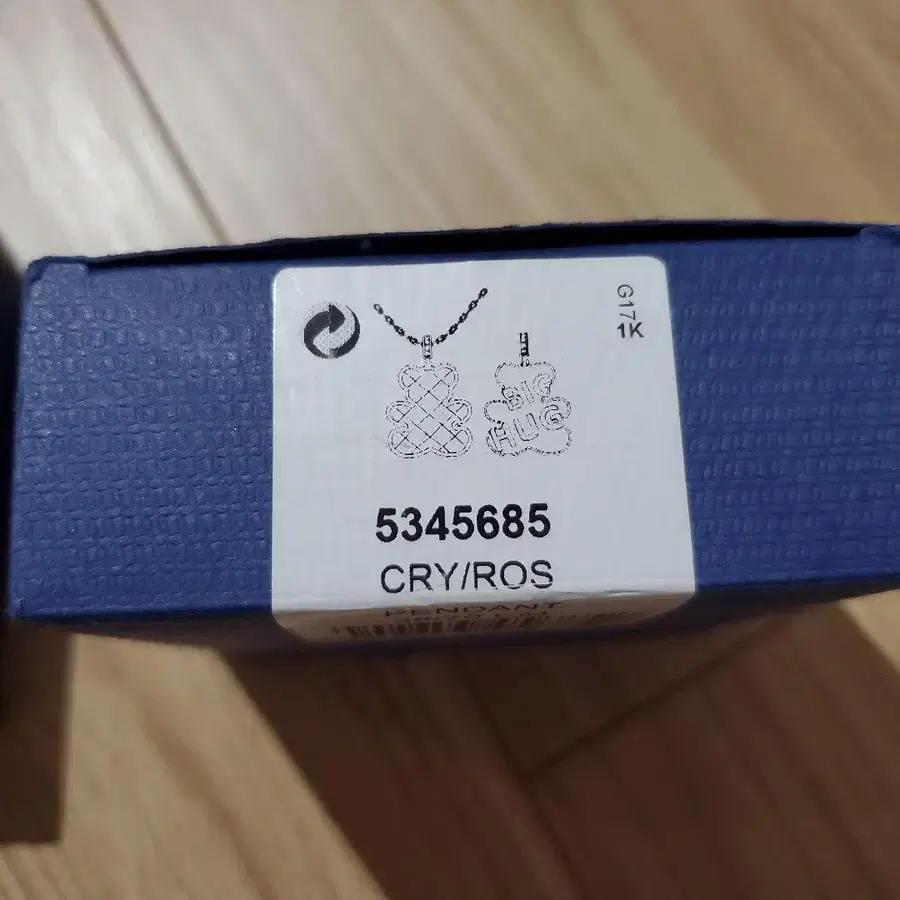 G17
1K
BIG
HUG
5345685
CRY/ROS
PENDANT